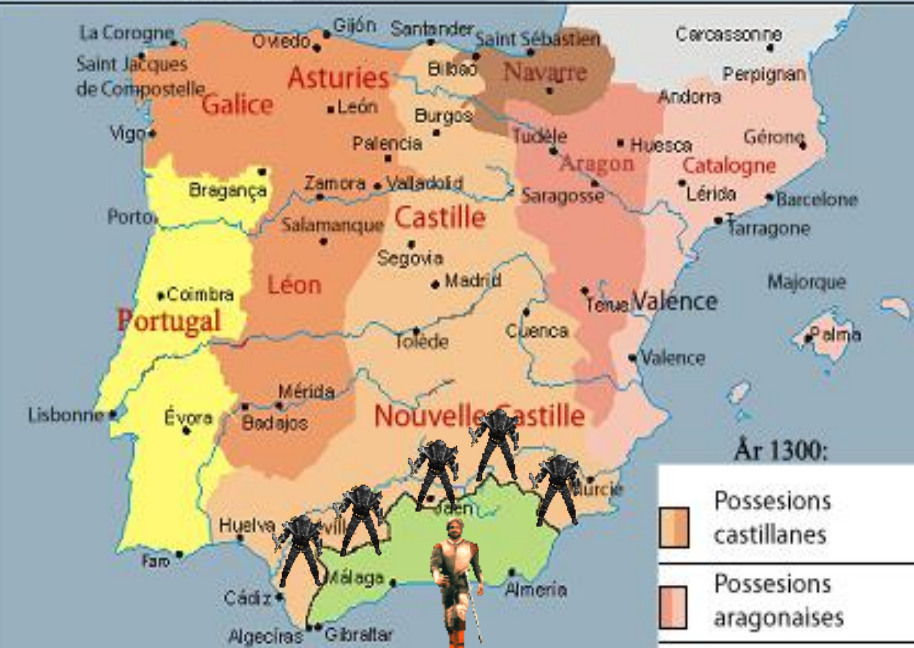 La Corogne
Gijón
Santander
Oviedo
Saint Sébastien
Carcassonne
Saint Jacques
de Compostelle
Asturies
Bilbao
Navarre
Perpignan
Galice
León
Andorra
Burgos
Vigo
Palencia
Tudèle
Huesca
Gérone
Aragon
Catalogne
Bragança
Zamora
Valladolid
Saragosse
Lérida
Barcelone
Porto
Salamanque
Castille
Tarragone
Segovia
Léon
Madrid
Majorque
Coimbra
Teruel
Valence
Portugal
Tolède
Cuenca
Palma
Valence
Mérida
Lisbonne
Évora
Badajos
Nouvelle Castille
År 1300:
Murcie
Possesions
castillanes
Jaén
Huelva
Faro
Málaga
Almería
Possesions
aragonaises
Cádiz
Algeciras
Gibraltar